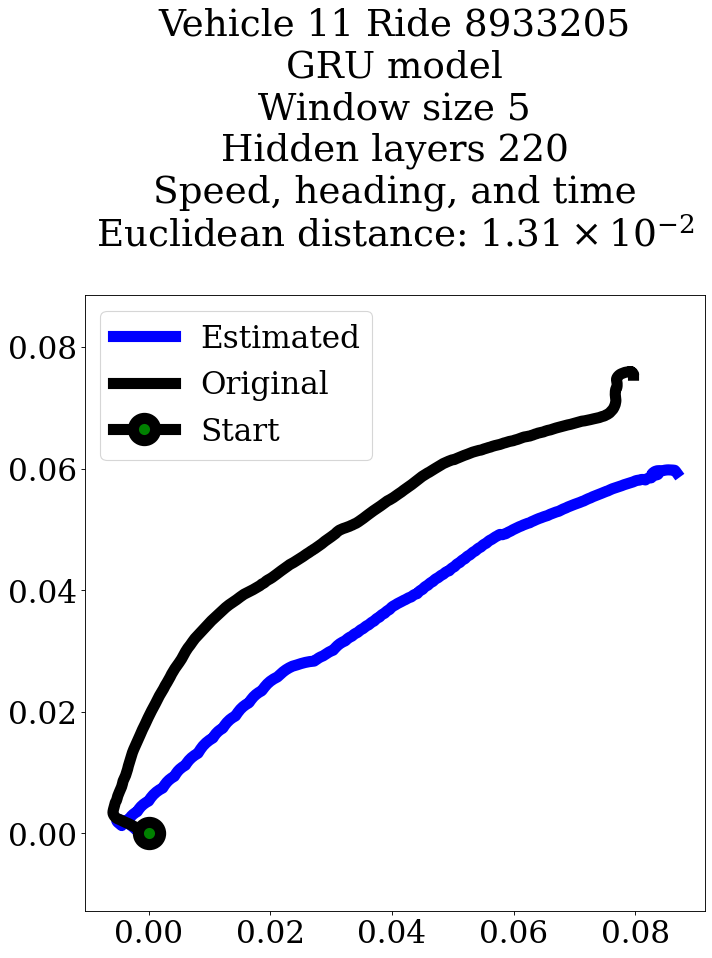 Vehicle 11 Ride 8933205
GRU model
Window size 5
Hidden layers 220
Speed, heading, and time
Euclidean distance: 1.31 × 10⁻²
Estimated
Original
Start
0.08
0.06
0.04
0.02
0.00
0.00 0.02 0.04 0.06 0.08